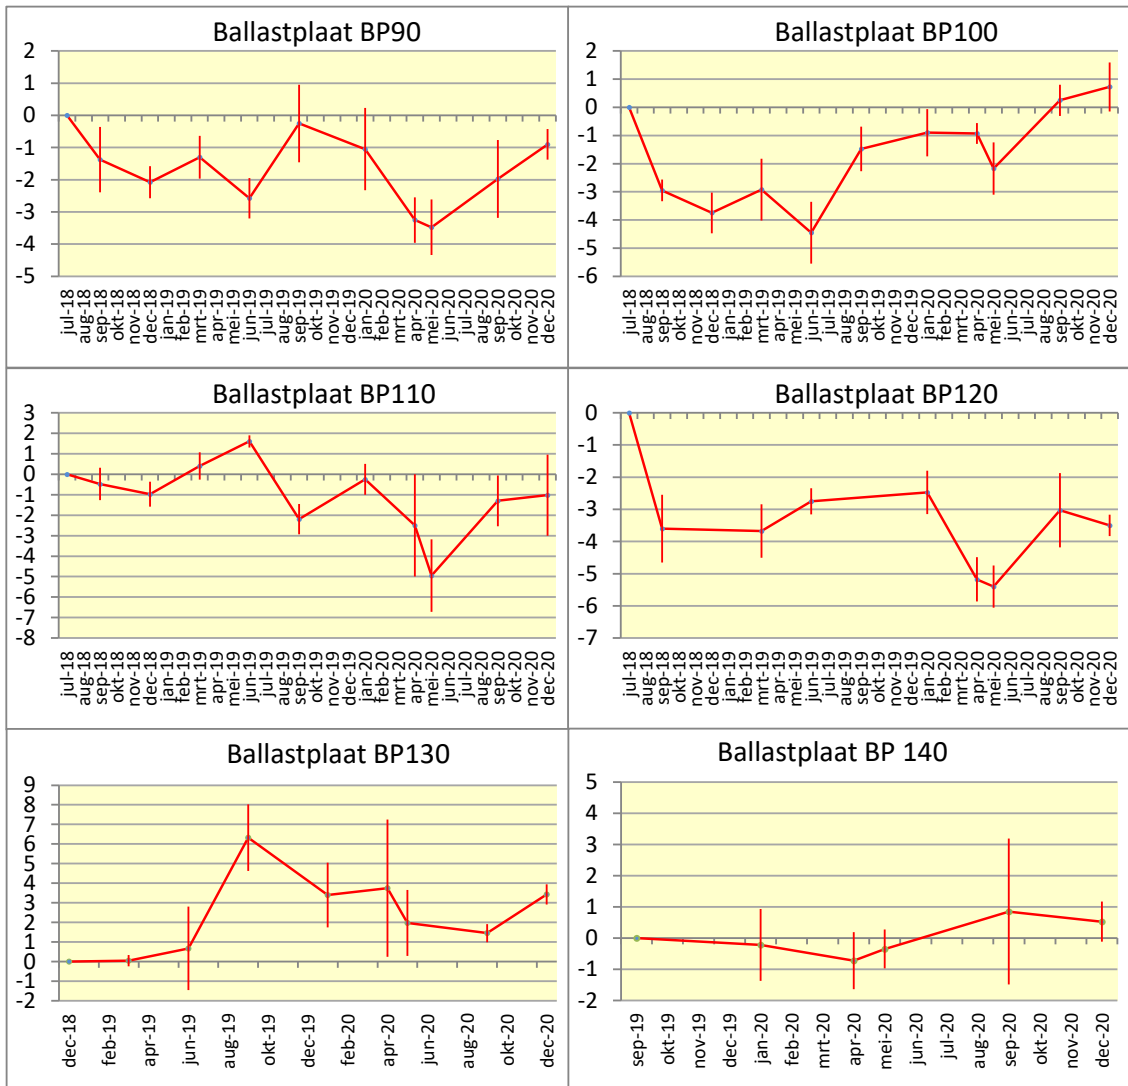 Ballastplaat BP90
2
1
0
-1
-2
-3
-4
-5
jul-18
aug-18
sep-18
okt-18
nov-18
dec-18
jan-19
feb-19
mrt-19
apr-19
mei-19
jun-19
jul-20
aug-20
sep-19
okt-19
nov-19
dec-19
jan-20
feb-20
mrt-20
apr-20
mei-20
jun-20
jul-20
aug-20
sep-20
okt-20
nov-20
dec-20
Ballastplaat BP100
2
1
0
-1
-2
-3
-4
-5
-6
jul-18
aug-18
sep-18
okt-18
nov-18
dec-18
jan-19
feb-19
mrt-19
apr-19
mei-19
jun-19
jul-20
aug-20
sep-19
okt-19
nov-19
dec-19
jan-20
feb-20
mrt-20
apr-20
mei-20
jun-20
jul-20
aug-20
sep-20
okt-20
nov-20
dec-20
Ballastplaat BP110
3
2
1
0
-1
-2
-3
-4
-5
-6
-7
-8
jul-18
aug-18
sep-18
okt-18
nov-18
dec-18
jan-19
feb-19
mrt-19
apr-19
mei-19
jun-19
jul-20
aug-20
sep-19
okt-19
nov-19
dec-19
jan-20
feb-20
mrt-20
apr-20
mei-20
jun-20
jul-20
aug-20
sep-20
okt-20
nov-20
dec-20
Ballastplaat BP120
0
-1
-2
-3
-4
-5
-6
-7
jul-18
aug-18
sep-18
okt-18
nov-18
dec-18
jan-19
feb-19
mrt-19
apr-19
mei-19
jun-19
jul-20
aug-20
sep-19
okt-19
nov-19
dec-19
jan-20
feb-20
mrt-20
apr-20
mei-20
jun-20
jul-20
aug-20
sep-20
okt-20
nov-20
dec-20
Ballastplaat BP130
9
8
7
6
5
4
3
2
1
0
-1
-2
dec-18
feb-19
apr-19
jun-19
aug-19
okt-20
dec-19
feb-20
apr-20
jun-20
aug-20
okt-20
dec-20
Ballastplaat BP 140
5
4
3
2
1
0
-1
-2
sep-19
okt-20
nov-20
dec-19
jan-20
feb-20
mrt-20
apr-20
mei-20
jun-20
jul-20
aug-20
sep-20
okt-20
nov-20
dec-20